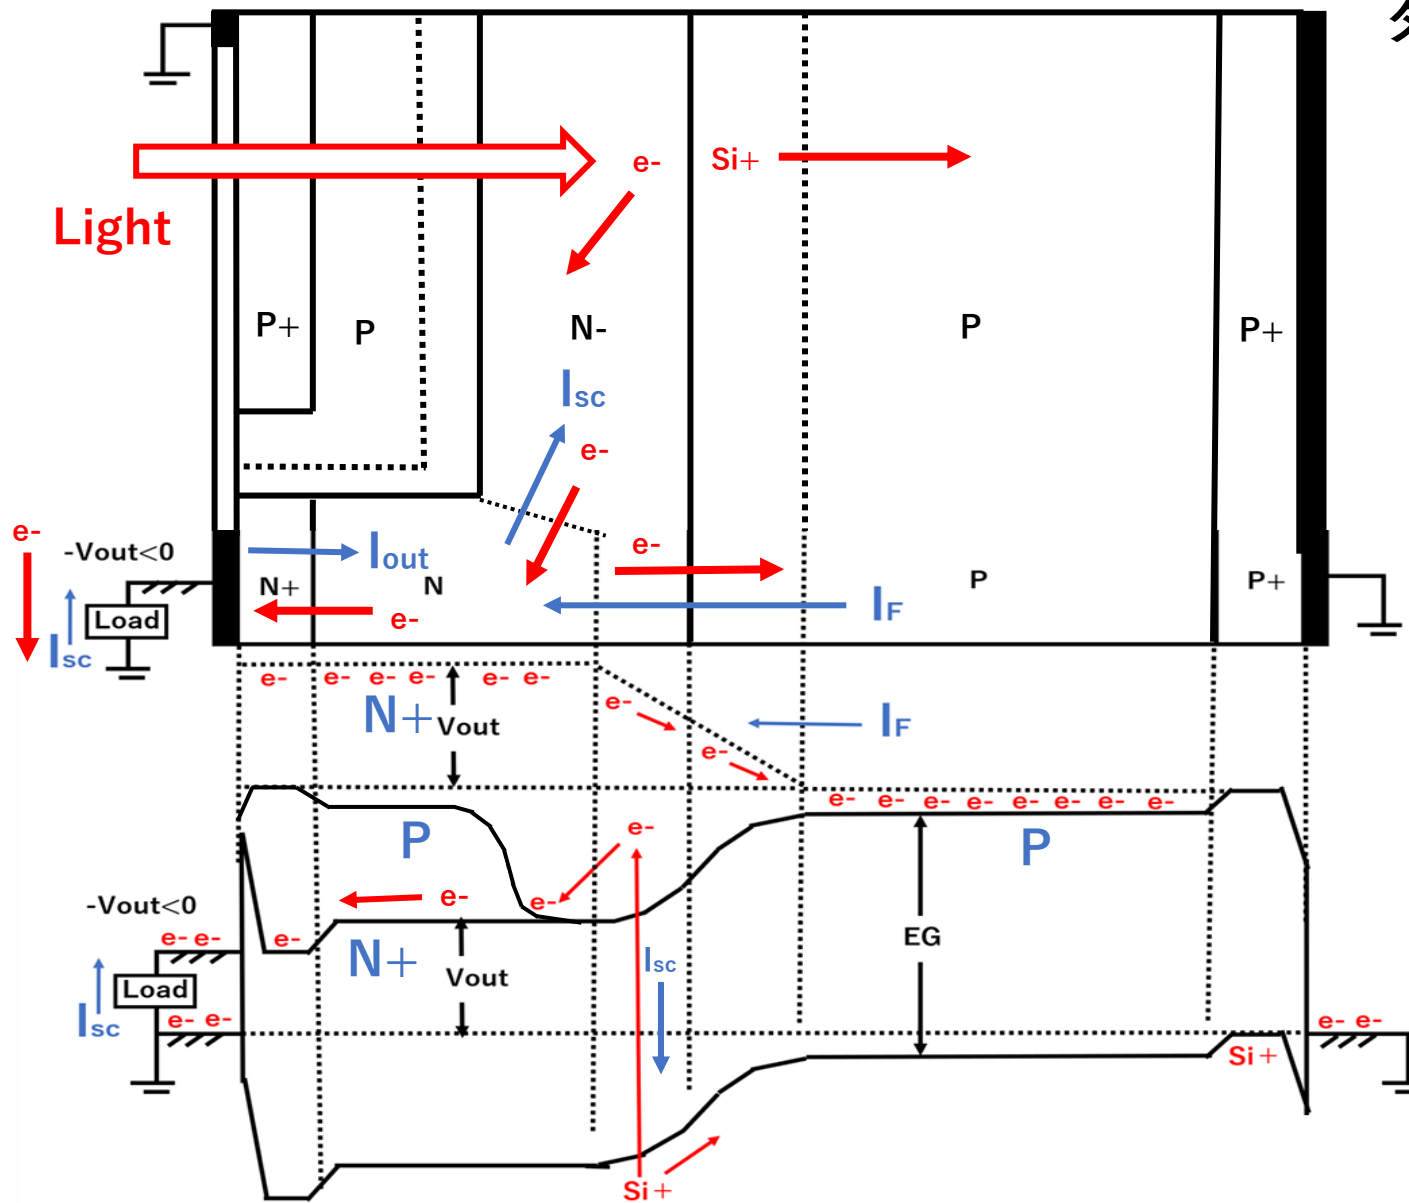 e-
Si+
Light
P+
P
N-
P
P+
Isc
e-
e-
-Vout<0
Iout
e-
N+
N
P
P+
Load
e-
IF
Isc
e- e- e- e- e- e-
N+
Vout
e-
IF
e-
e- e- e- e- e- e- e- e-
P
e-
P
e-
e-
-Vout<0
e- e-
e-
N+
EG
Isc
Vout
Load
Isc
e- e-
e- e-
Si+
Si+